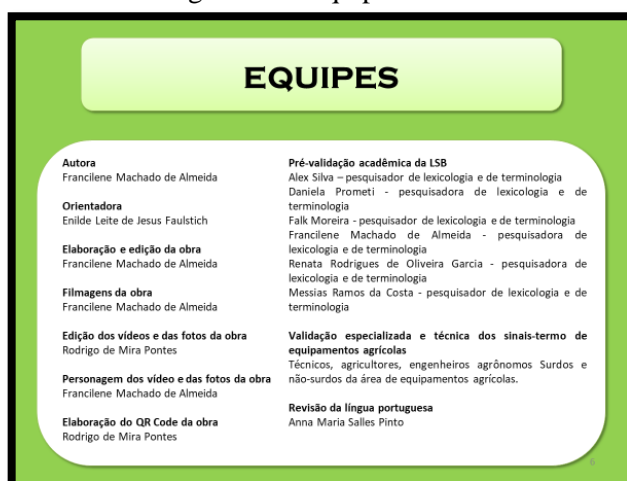 EQUIPES
Autora
Francilene Machado de Almeida
Orientadora
Enilde Leite de Jesus Faulstich
Elaboração e edição da obra
Francilene Machado de Almeida
Filmagens da obra
Francilene Machado de Almeida
Edição dos vídeos e das fotos da obra
Rodrigo de Mira Pontes
Personagem dos vídeo e das fotos da obra
Francilene Machado de Almeida
Elaboração do QR Code da obra
Rodrigo de Mira Pontes
Pré-validação acadêmica da LSB
Alex Silva – pesquisador de lexicologia e de terminologia
Daniela Prometi - pesquisadora de lexicologia e de
terminologia
Falk Moreira - pesquisador de lexicologia e de terminologia
Francilene Machado de Almeida - pesquisadora de
lexicologia e de terminologia
Renata Rodrigues de Oliveira Garcia - pesquisadora de
lexicologia e de terminologia
Messias Ramos da Costa - pesquisador de lexicologia e de
terminologia
Validação especializada e técnica dos sinais-termo de
equipamentos agrícolas
Técnicos, agricultores, engenheiros agrônomos Surdos e
não-surdos da área de equipamentos agrícolas.
Revisão da língua portuguesa
Anna Maria Salles Pinto